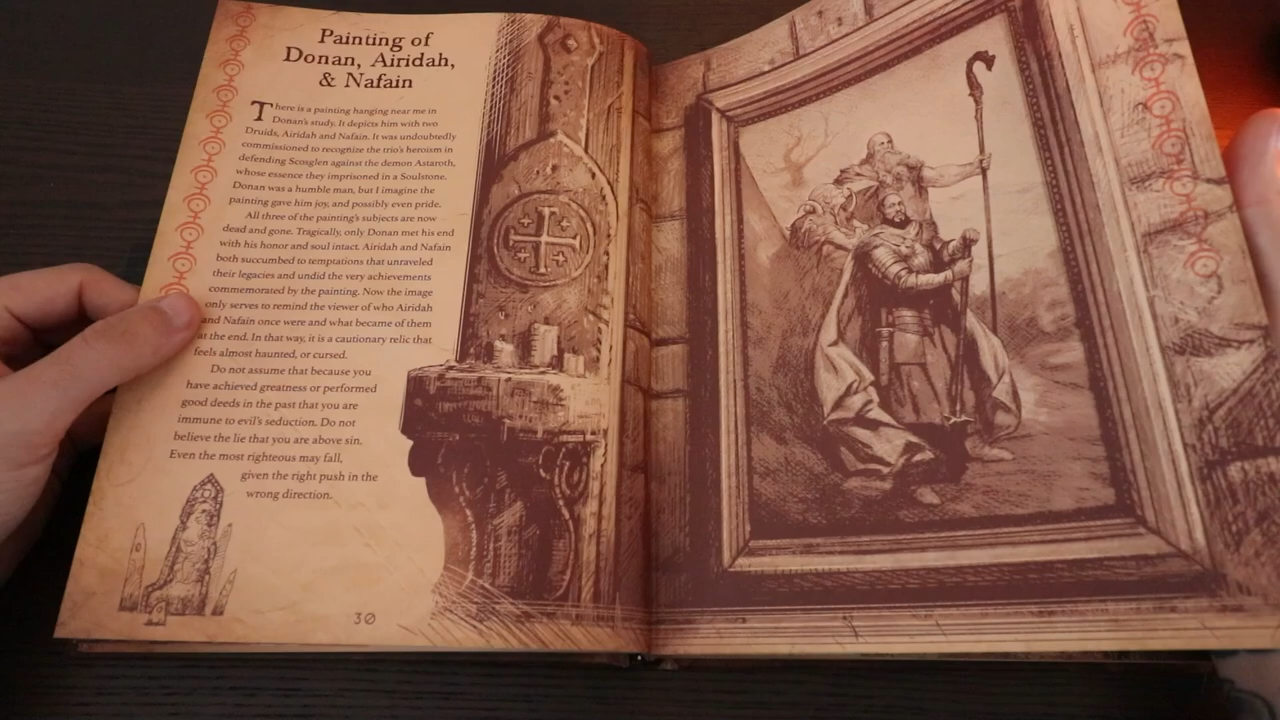 Painting of
Donan, Airidah,
& Nafain
There is a painting hanging near me in
Donan's study. It depicts him with two
Druids, Airidah and Nafain. It was undoubtedly
commissioned to recognize the trio's heroism in
defending Scosglen against the demon Astaroth,
whose essence they imprisoned in a Soulstone.
Donan was a humble man, but I imagine the
painting gave him joy, and possibly even pride.
All three of the painting's subjects are now
dead and gone. Tragically, only Donan met his end
with his honor and soul intact. Airidah and Nafain
both succumbed to temptations that unraveled
their legacies and undid the very achievements
commemorated by the painting. Now the image
only serves to remind the viewer of who Airidah
and Nafain once were and what became of them
at the end. In that way, it is a cautionary relic that
feels almost haunted, or cursed.
Do not assume that because you
have achieved greatness or performed
good deeds in the past that you are
immune to evil's seduction. Do not
believe the lie that you are above sin.
Even the most righteous may fall,
given the right push in the
wrong direction.
30